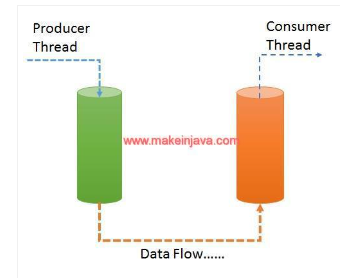 Producer
Thread
Consumer
Thread
www.makeinjava.com
Data Flow......